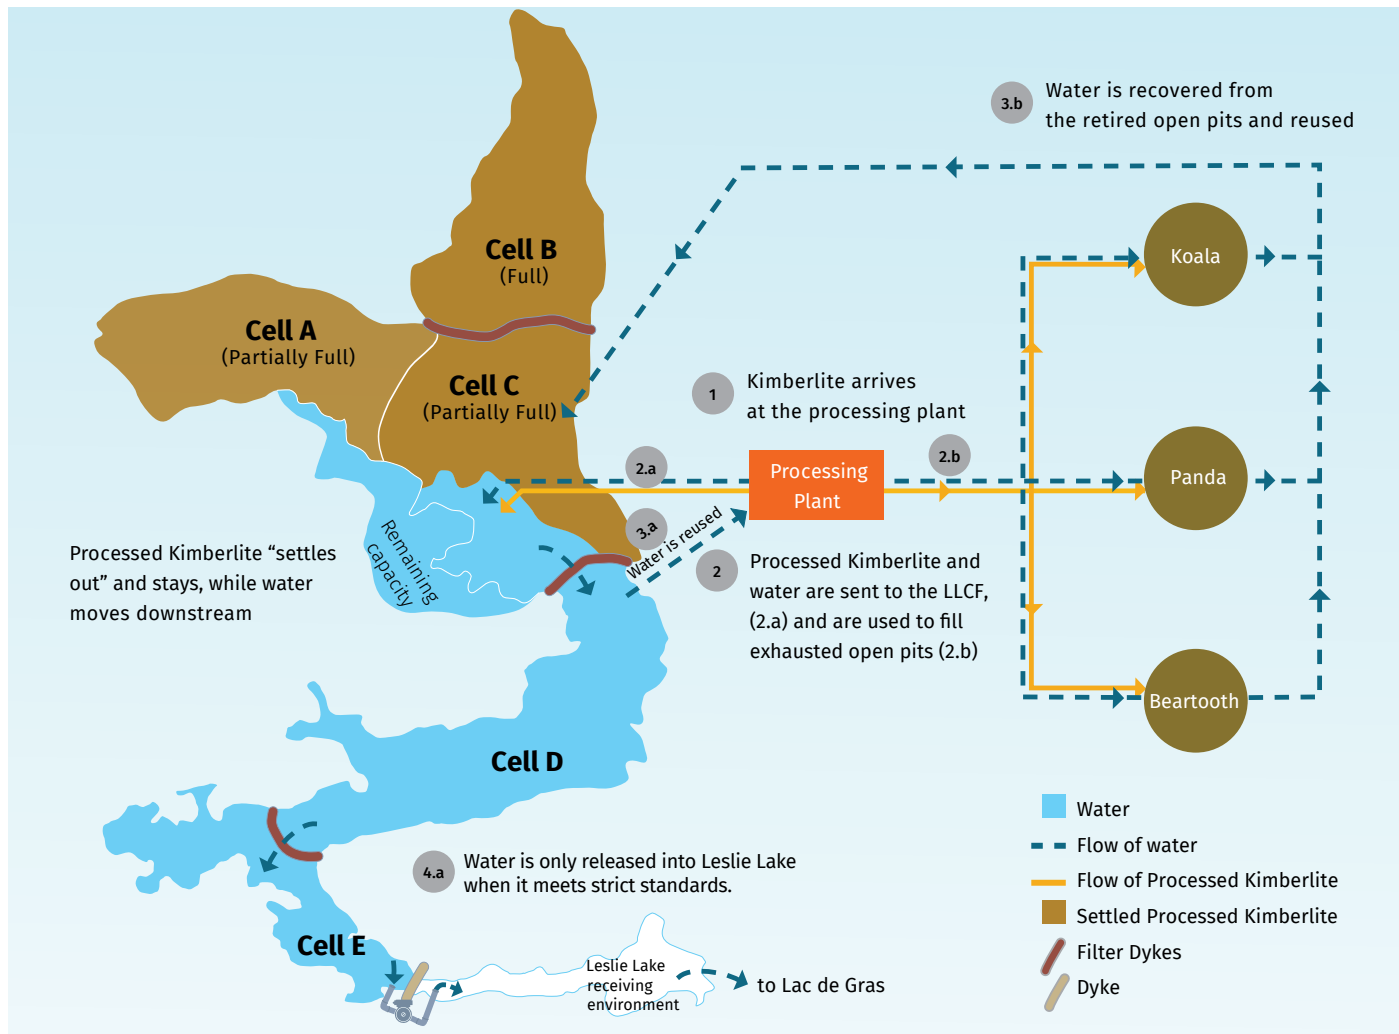 3.b
Water is recovered from
the retired open pits and reused
Cell B
(Full)
Koala
Cell A
(Partially Full)
Cell C
(Partially Full)
1
Kimberlite arrives
at the processing plant
2.a
2.b
Processing
Plant
Panda
3.a
Water is reused
Remaining
capacity
Processed Kimberlite “settles
out” and stays, while water
moves downstream
2
Processed Kimberlite and
water are sent to the LLCF,
(2.a) and are used to fill
exhausted open pits (2.b)
Beartooth
Cell D
4.a
Water is only released into Leslie Lake
when it meets strict standards.
Cell E
Leslie Lake
receiving
environment
to Lac de Gras
Water
Flow of water
Flow of Processed Kimberlite
Settled Processed Kimberlite
Filter Dykes
Dyke